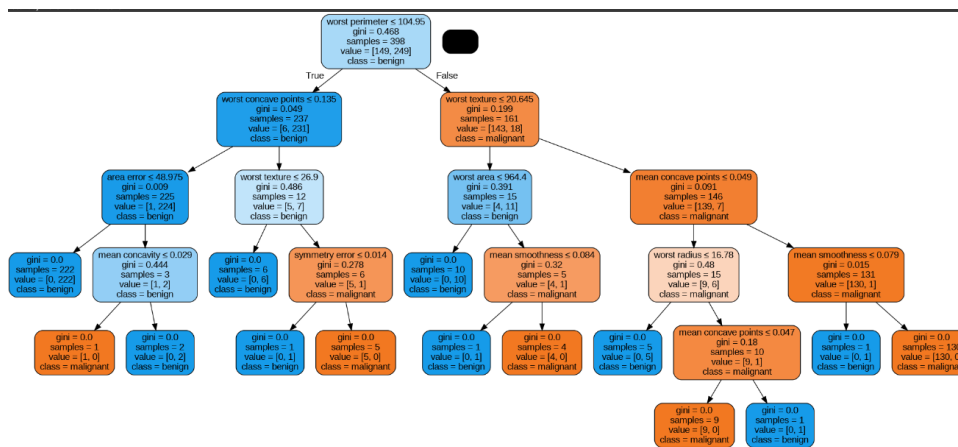 worst perimeter ≤ 104.95
gini = 0.468
samples = 398
value = [149, 249]
class = benign
True
False
worst concave points ≤ 0.135
gini = 0.049
samples = 237
value = [6, 231]
class = benign
worst texture ≤ 20.645
gini = 0.199
samples = 161
value = [143, 18]
class = malignant
area error ≤ 48.975
gini = 0.009
samples = 225
value = [1, 224]
class = benign
worst texture ≤ 26.9
gini = 0.486
samples = 12
value = [5, 7]
class = benign
worst area ≤ 964.4
gini = 0.391
samples = 15
value = [4, 11]
class = benign
mean concave points ≤ 0.049
gini = 0.091
samples = 146
value = [139, 7]
class = malignant
gini = 0.0
samples = 222
value = [0, 222]
class = benign
mean concavity ≤ 0.029
gini = 0.444
samples = 3
value = [1, 2]
class = benign
gini = 0.0
samples = 6
value = [0, 6]
class = benign
symmetry error ≤ 0.014
gini = 0.278
samples = 6
value = [5, 1]
class = malignant
gini = 0.0
samples = 10
value = [0, 10]
class = benign
mean smoothness ≤ 0.084
gini = 0.32
samples = 5
value = [4, 1]
class = malignant
worst radius ≤ 16.78
gini = 0.48
samples = 15
value = [9, 6]
class = malignant
mean smoothness ≤ 0.079
gini = 0.015
samples = 131
value = [130, 1]
class = malignant
gini = 0.0
samples = 1
value = [1, 0]
class = malignant
gini = 0.0
samples = 2
value = [0, 2]
class = benign
gini = 0.0
samples = 1
value = [0, 1]
class = benign
gini = 0.0
samples = 5
value = [5, 0]
class = malignant
gini = 0.0
samples = 1
value = [0, 1]
class = benign
gini = 0.0
samples = 4
value = [4, 0]
class = malignant
gini = 0.0
samples = 5
value = [0, 5]
class = benign
mean concave points ≤ 0.047
gini = 0.18
samples = 10
value = [9, 1]
class = malignant
gini = 0.0
samples = 1
value = [0, 1]
class = benign
gini = 0.0
samples = 130
value = [130, 0]
class = malignant
gini = 0.0
samples = 9
value = [9, 0]
class = malignant
gini = 0.0
samples = 1
value = [0, 1]
class = benign